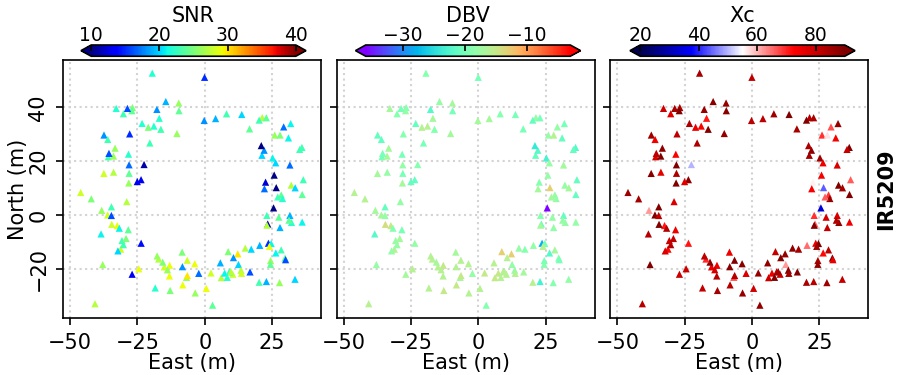 SNR DBV Xc
10 20 30 40 −30 −20 −10 20 40 60 80
40
20
0
−20
North (m)
IR5209
−50 −25 0 25 −50 −25 0 25 −50 −25 0 25
East (m) East (m) East (m)